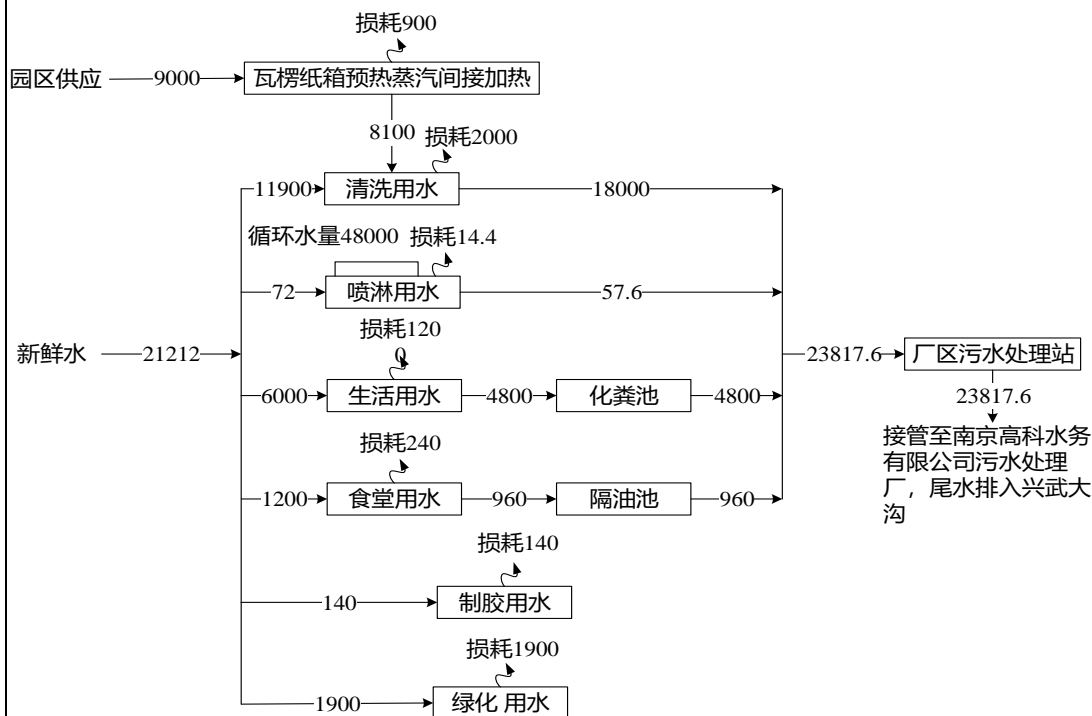 损耗900
园区供应
9000
瓦楞纸箱预热蒸汽间接加热
8100
损耗2000
11900
清洗用水
18000
循环水量48000
损耗14.4
72
喷淋用水
57.6
新鲜水
21212
损耗120
0
23817.6
厂区污水处理站
6000
生活用水
4800
化粪池
4800
23817.6
接管至南京高科水务
有限公司污水处理
厂，尾水排入兴武大
沟
损耗240
1200
食堂用水
960
隔油池
960
损耗140
140
制胶用水
损耗1900
1900
绿化 用水